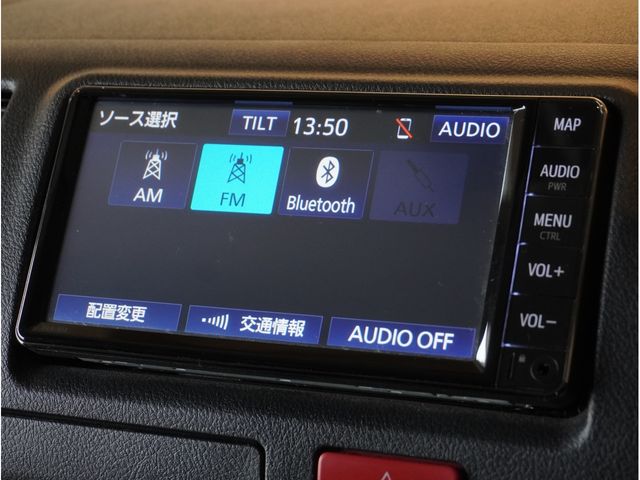 ソース選択 TILT 13:50 AUDIO
AM FM Bluetooth AUX
配置変更 交通情報 AUDIO OFF
MAP
AUDIO
PWR
MENU
CTRL
VOL+
VOL-